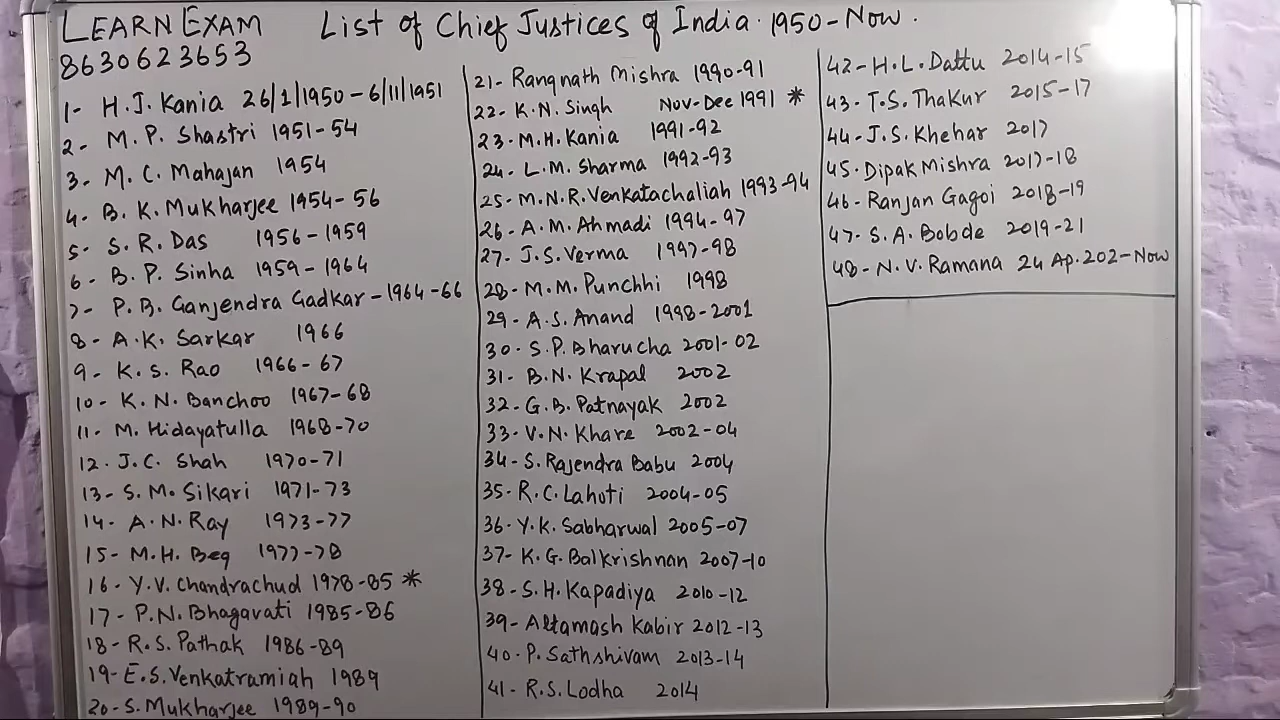 LEARN EXAM List of Chief Justices of India. 1950-Now.
8630623653
1- H.J. Kania 26/1/1950-6/11/1951
2- M. P. Shastri 1951-54
3- M. C. Mahajan 1954
4- B. K. Mukharjee 1954-56
5- S. R. Das 1956-1959
6- B. P. Sinha 1959-1964
7- P. B. Ganjendra Gadkar-1964-66
8- A.K. Sarkar 1966
9- K. S. Rao 1966-67
10- K. N. Banchoo 1967-68
11- M. Hidayatulla 1968-70
12. J.C. Shah 1970-71
13- S. M. Sikari 1971-73
14- A. N. Ray 1973-77
15- M.H. Beg 1977-78
16- Y.V. Chandrachud 1978-85 *
17- P.N. Bhagavati 1985-86
18- R.S. Pathak 1986-89
19- E.S. Venkatramiah 1989
20- S. Mukharjee 1989-90
21- Rangnath Mishra 1990-91
22- K.N. Singh Nov-Dee 1991 *
23- M.H. Kania 1991-92
24- L.M. Sharma 1992-93
25- M.N.R. Venkatachaliah 1993-94
26- A.M. Ahmadi 1994-97
27- J.S. Verma 1997-98
28- M.M. Punchhi 1998
29- A.S. Anand 1998-2001
30- S.P. Bharucha 2001-02
31- B.N. Krapal 2002
32- G.B. Patnayak 2002
33- V.N. Khare 2002-04
34- S. Rajendra Babu 2004
35- R.C. Lahoti 2004-05
36- Y.K. Sabharwal 2005-07
37- K.G. Balkrishnan 2007-10
38- S.H. Kapadiya 2010-12
39- Altamash Kabir 2012-13
40- P. Sathshivam 2013-14
41- R.S. Lodha 2014
42- H.L. Dattu 2014-15
43- T.S. Thakur 2015-17
44- J.S. Khehar 2017
45. Dipak Mishra 2017-18
46- Ranjan Gagoi 2018-19
47- S. A. Bobde 2019-21
48- N. V. Ramana 24 Ap. 202-Now